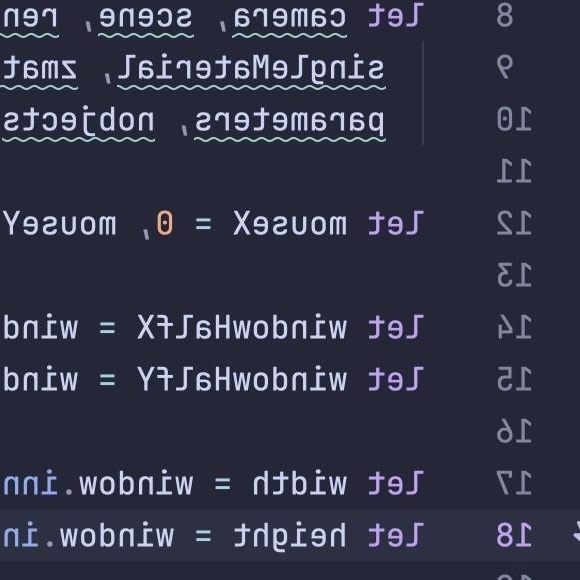 8 let camera, scene, ren
9 singleMaterial, zmat
10 parameters, nobjects
11
12 let mouseX = 0, mouseY
13
14 let windowHalfX = wind
15 let windowHalfY = wind
16
17 let width = window.inn
18 let height = window.in